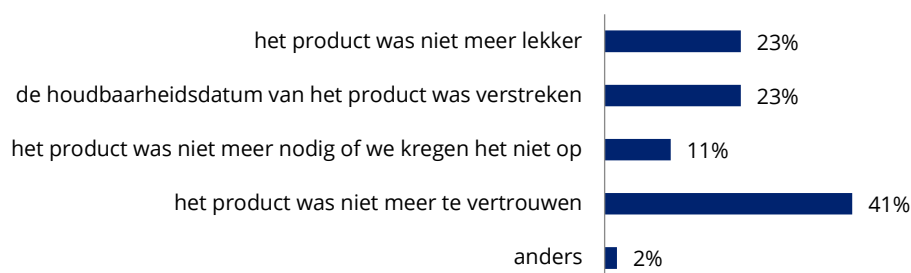 het product was niet meer lekker 23%
de houdbaarheidsdatum van het product was verstreken 23%
het product was niet meer nodig of we kregen het niet op 11%
het product was niet meer te vertrouwen 41%
anders 2%